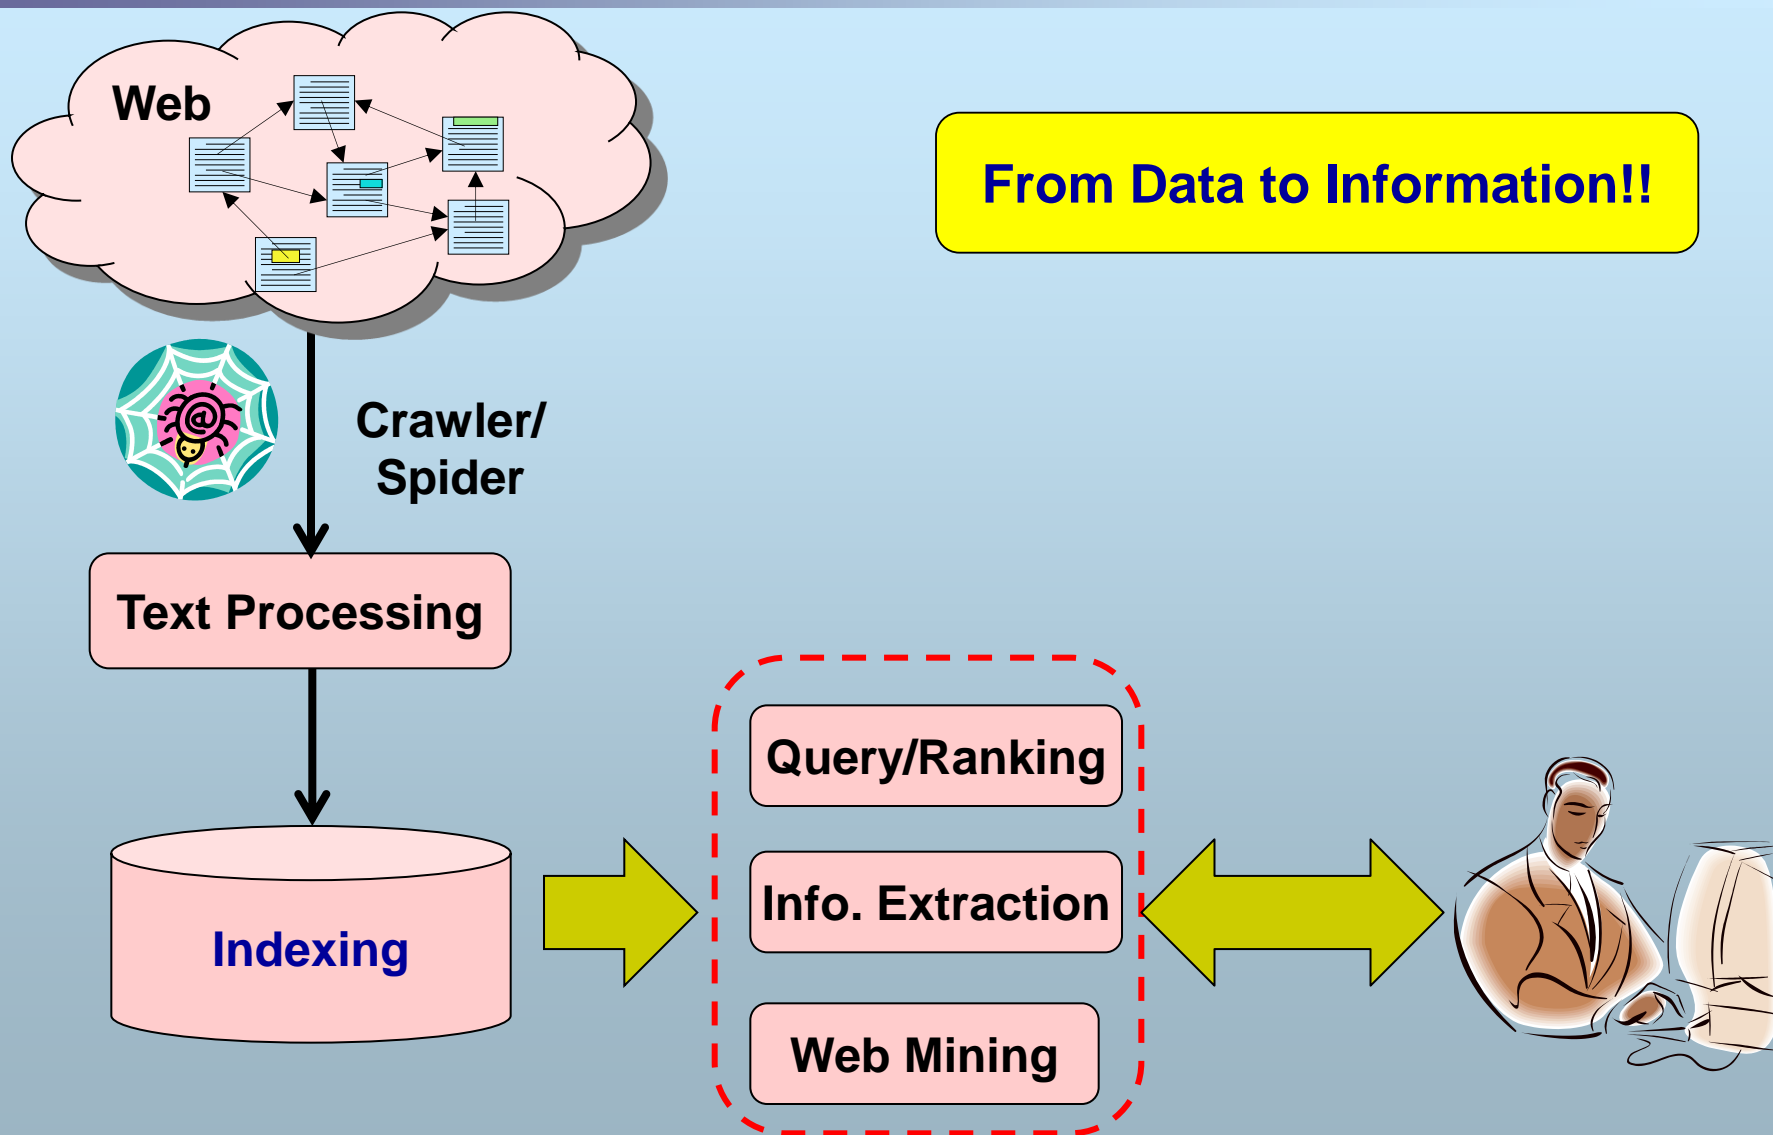 Web
From Data to Information!!
@
Crawler/
Spider
Text Processing
Query/Ranking
Info. Extraction
Indexing
Web Mining